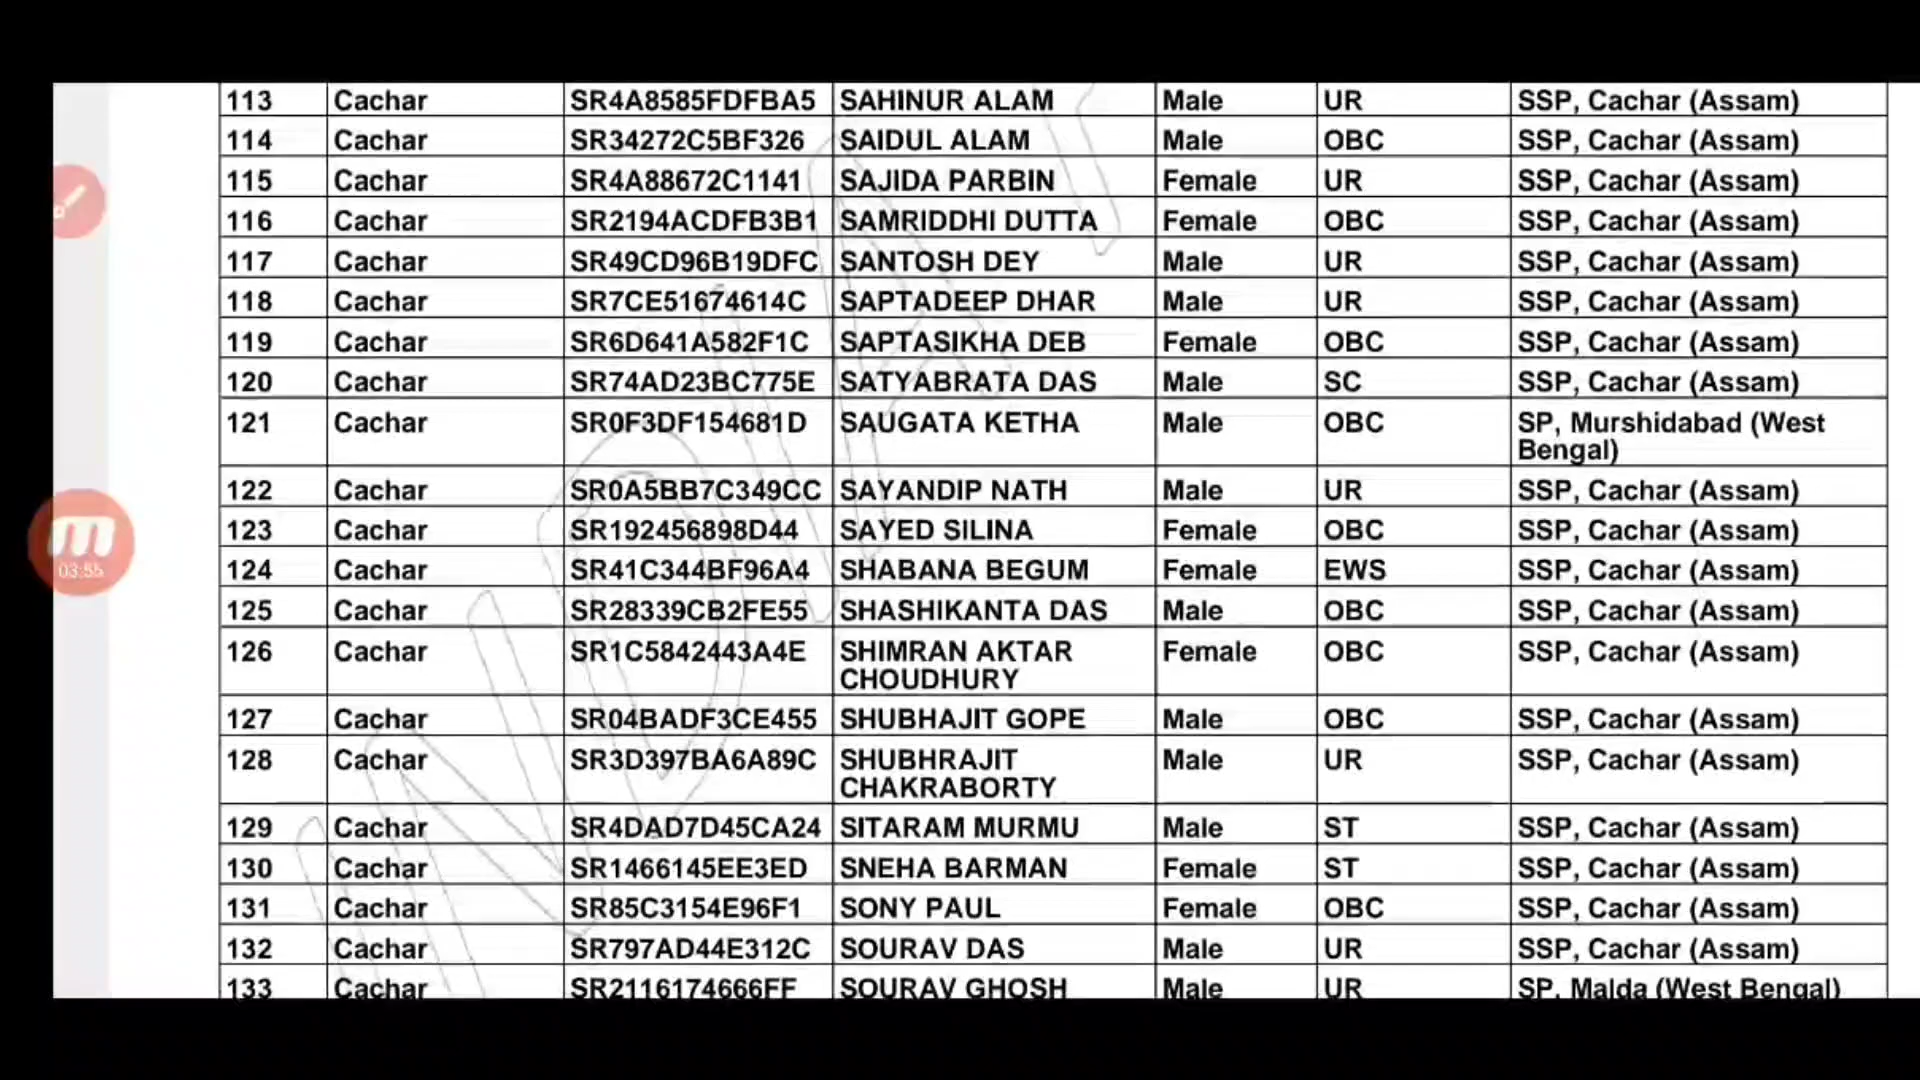 113 Cachar SR4A8585FDFBA5 SAHINUR ALAM Male UR SSP, Cachar (Assam)
114 Cachar SR34272C5BF326 SAIDUL ALAM Male OBC SSP, Cachar (Assam)
115 Cachar SR4A88672C1141 SAJIDA PARBIN Female UR SSP, Cachar (Assam)
116 Cachar SR2194ACDFB3B1 SAMRIDDHI DUTTA Female OBC SSP, Cachar (Assam)
117 Cachar SR49CD96B19DFC SANTOSH DEY Male UR SSP, Cachar (Assam)
118 Cachar SR7CE51674614C SAPTADEEP DHAR Male UR SSP, Cachar (Assam)
119 Cachar SR6D641A582F1C SAPTASIKHA DEB Female OBC SSP, Cachar (Assam)
120 Cachar SR74AD23BC775E SATYABRATA DAS Male SC SSP, Cachar (Assam)
121 Cachar SR0F3DF154681D SAUGATA KETHA Male OBC SP, Murshidabad (West
Bengal)
122 Cachar SR0A5BB7C349CC SAYANDIP NATH Male UR SSP, Cachar (Assam)
123 Cachar SR192456898D44 SAYED SILINA Female OBC SSP, Cachar (Assam)
124 Cachar SR41C344BF96A4 SHABANA BEGUM Female EWS SSP, Cachar (Assam)
125 Cachar SR28339CB2FE55 SHASHIKANTA DAS Male OBC SSP, Cachar (Assam)
126 Cachar SR1C5842443A4E SHIMRAN AKTAR Female OBC SSP, Cachar (Assam)
CHOUDHURY
127 Cachar SR04BADF3CE455 SHUBHAJIT GOPE Male OBC SSP, Cachar (Assam)
128 Cachar SR3D397BA6A89C SHUBHRAJIT Male UR SSP, Cachar (Assam)
CHAKRABORTY
129 Cachar SR4DAD7D45CA24 SITARAM MURMU Male ST SSP, Cachar (Assam)
130 Cachar SR1466145EE3ED SNEHA BARMAN Female ST SSP, Cachar (Assam)
131 Cachar SR85C3154E96F1 SONY PAUL Female OBC SSP, Cachar (Assam)
132 Cachar SR797AD44E312C SOURAV DAS Male UR SSP, Cachar (Assam)
133 Cachar SR2116174666FF SOURAV GHOSH Male UR SP, Malda (West Bengal)
03:55